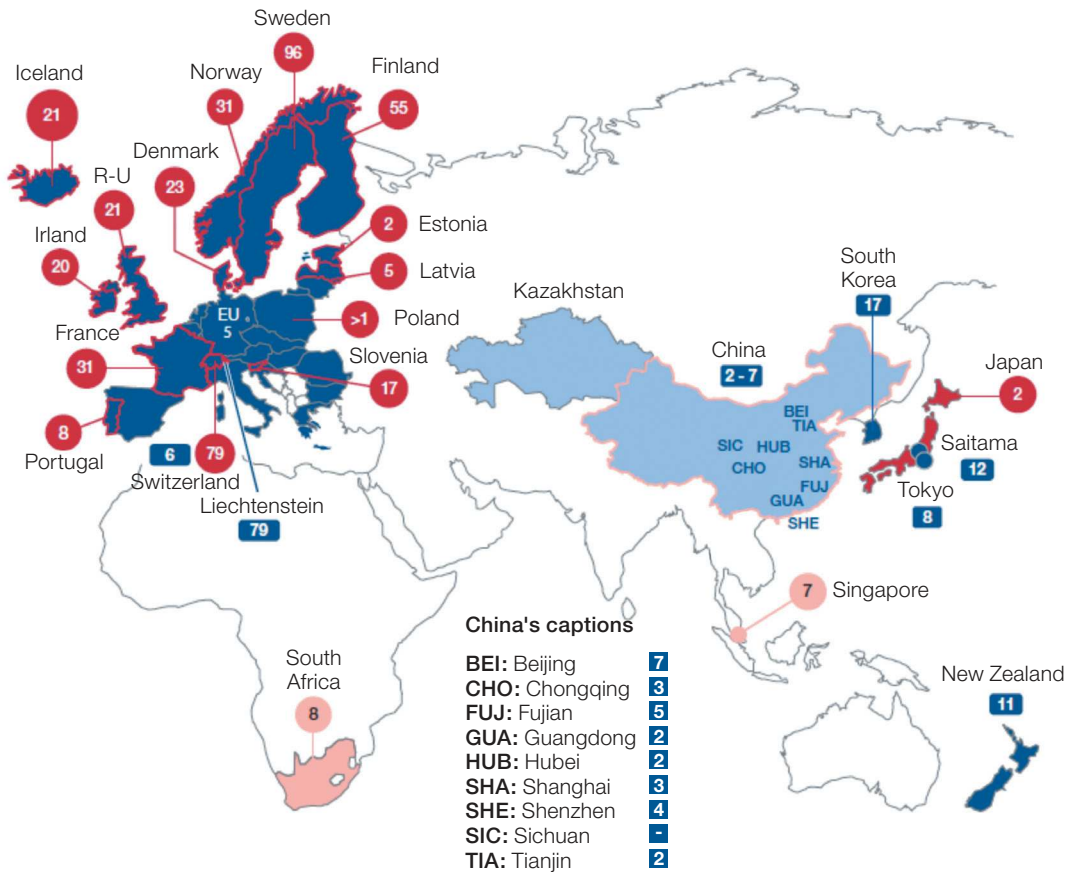 Sweden
96
Iceland
21
Norway
31
Finland
55
Denmark
23
R-U
21
Irland
20
2
Estonia
5
Latvia
EU
5
>1
Poland
France
31
Slovenia
17
8
Portugal
6
79
Switzerland
Liechtenstein
79
Kazakhstan
South
Korea
17
China
2 - 7
Japan
2
BEI
TIA
SIC
HUB
CHO
SHA
FUJ
GUA
SHE
Saitama
12
Tokyo
8
7
Singapore
South
Africa
8
New Zealand
11
China's captions
BEI: Beijing 7
CHO: Chongqing 3
FUJ: Fujian 5
GUA: Guangdong 2
HUB: Hubei 2
SHA: Shanghai 3
SHE: Shenzhen 4
SIC: Sichuan -
TIA: Tianjin 2